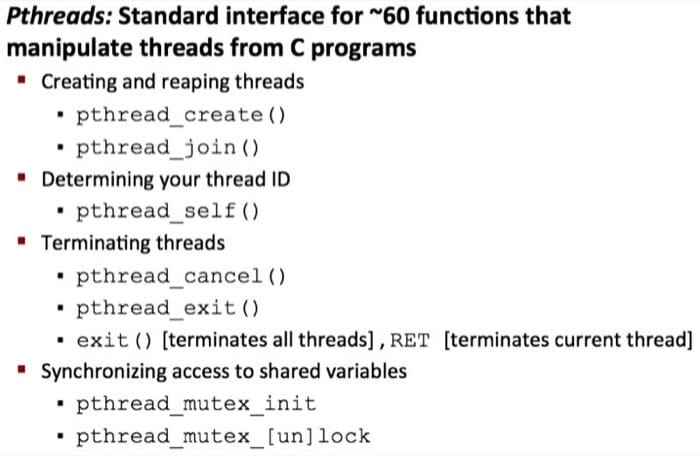 Pthreads: Standard interface for ~60 functions that
manipulate threads from C programs
▪ Creating and reaping threads
▪ pthread_create()
▪ pthread_join()
▪ Determining your thread ID
▪ pthread_self()
▪ Terminating threads
▪ pthread_cancel()
▪ pthread_exit()
▪ exit() [terminates all threads], RET [terminates current thread]
▪ Synchronizing access to shared variables
▪ pthread_mutex_init
▪ pthread_mutex_[un]lock